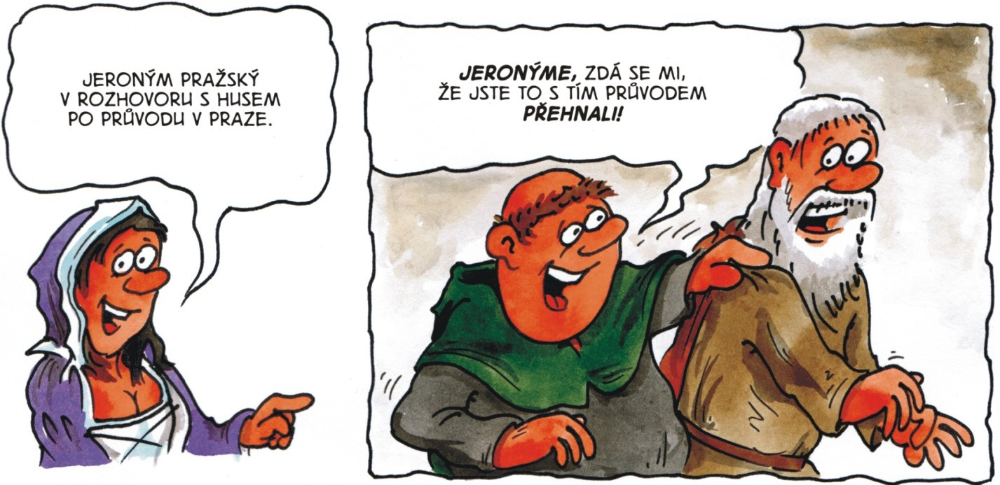 JERONÝM PRAŽSKÝ
V ROZHOVORU S HUSEM
PO PRŮVODU V PRAZE.
JERONÝME, ZDÁ SE MI,
ŽE JSTE TO S TÍM PRŮVODEM
PŘEHNALI!